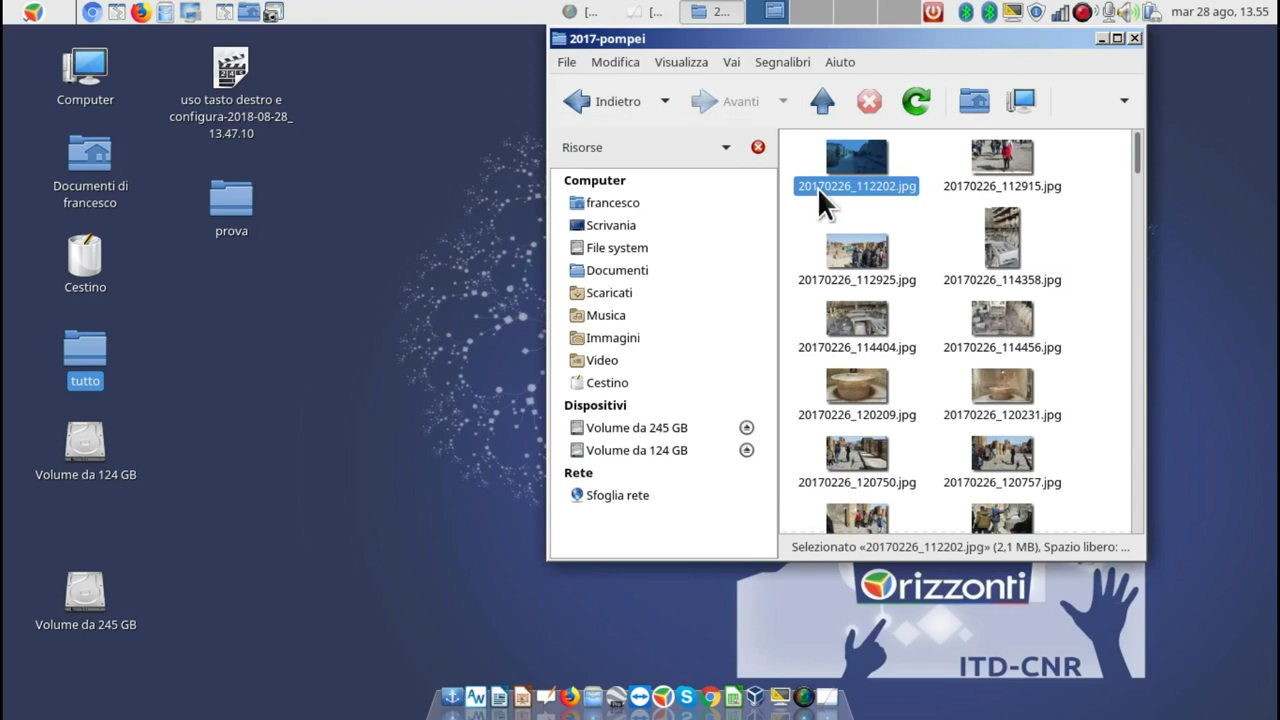 [...
[...
2...
mar 28 ago, 13.55
Computer
Documenti di
francesco
Cestino
tutto
Volume da 124 GB
Volume da 245 GB
uso tasto destro e
configura-2018-08-28_
13.47.10
prova
2017-pompei
File Modifica Visualizza Vai Segnalibri Aiuto
Indietro Avanti
Risorse
Computer
francesco
Scrivania
File system
Documenti
Scaricati
Musica
Immagini
Video
Cestino
Dispositivi
Volume da 245 GB
Volume da 124 GB
Rete
Sfoglia rete
20170226_112202.jpg 20170226_112915.jpg
20170226_112925.jpg 20170226_114358.jpg
20170226_114404.jpg 20170226_114456.jpg
20170226_120209.jpg 20170226_120231.jpg
20170226_120750.jpg 20170226_120757.jpg
Selezionato «20170226_112202.jpg» (2,1 MB), Spazio libero: ...
rizzonti
ITD-CNR